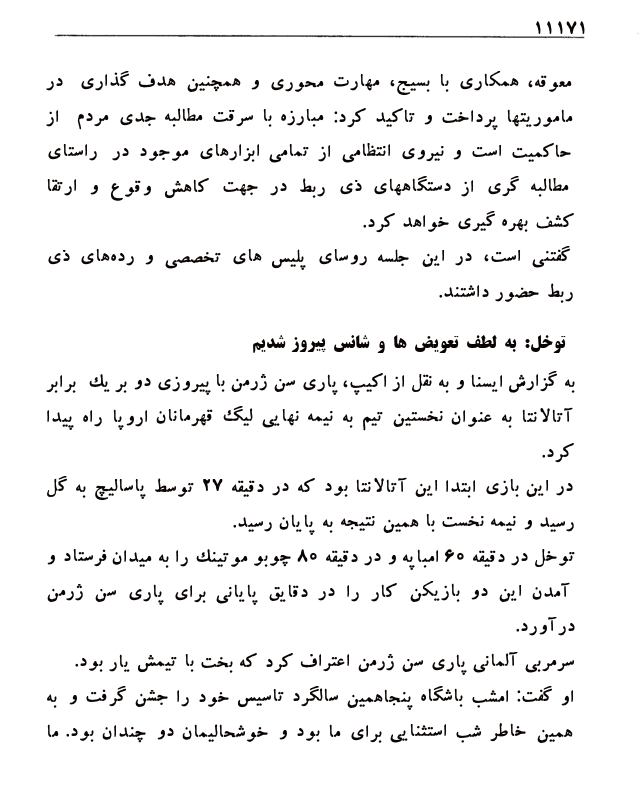 ۱۱۱۷۱
معوقه، همکاری با بسیج، مهارت محوری و همچنین هدف گذاری در
ماموریتها پرداخت و تاکید کرد: مبارزه با سرقت مطالبه جدی مردم از
حاکمیت است و نیروی انتظامی از تمامی ابزارهای موجود در راستای
مطالبه گری از دستگاههای ذی ربط در جهت کاهش وقوع و ارتقا
کشف بهره گیری خواهد کرد.
گفتنی است، در این جلسه روسای پلیس های تخصصی و رده‌های ذی
ربط حضور داشتند.
توخل: به لطف تعویض ها و شانس پیروز شدیم
به گزارش ایسنا و به نقل از اکیپ، پاری سن ژرمن با پیروزی دو بر یك برابر
آتالانتا به عنوان نخستین تیم به نیمه نهایی لیگ قهرمانان اروپا راه پیدا
کرد.
در این بازی ابتدا این آتالانتا بود که در دقیقه ۲۷ توسط پاسالیچ به گل
رسید و نیمه نخست با همین نتیجه به پایان رسید.
توخل در دقیقه ۶۰ امباپه و در دقیقه ۸۰ چوبو موتینك را به میدان فرستاد و
آمدن این دو بازیکن کار را در دقایق پایانی برای پاری سن ژرمن
درآورد.
سرمربی آلمانی پاری سن ژرمن اعتراف کرد که بخت با تیمش یار بود.
او گفت: امشب باشگاه پنجاهمین سالگرد تاسیس خود را جشن گرفت و به
همین خاطر شب استثنایی برای ما بود و خوشحالیمان دو چندان بود. ما